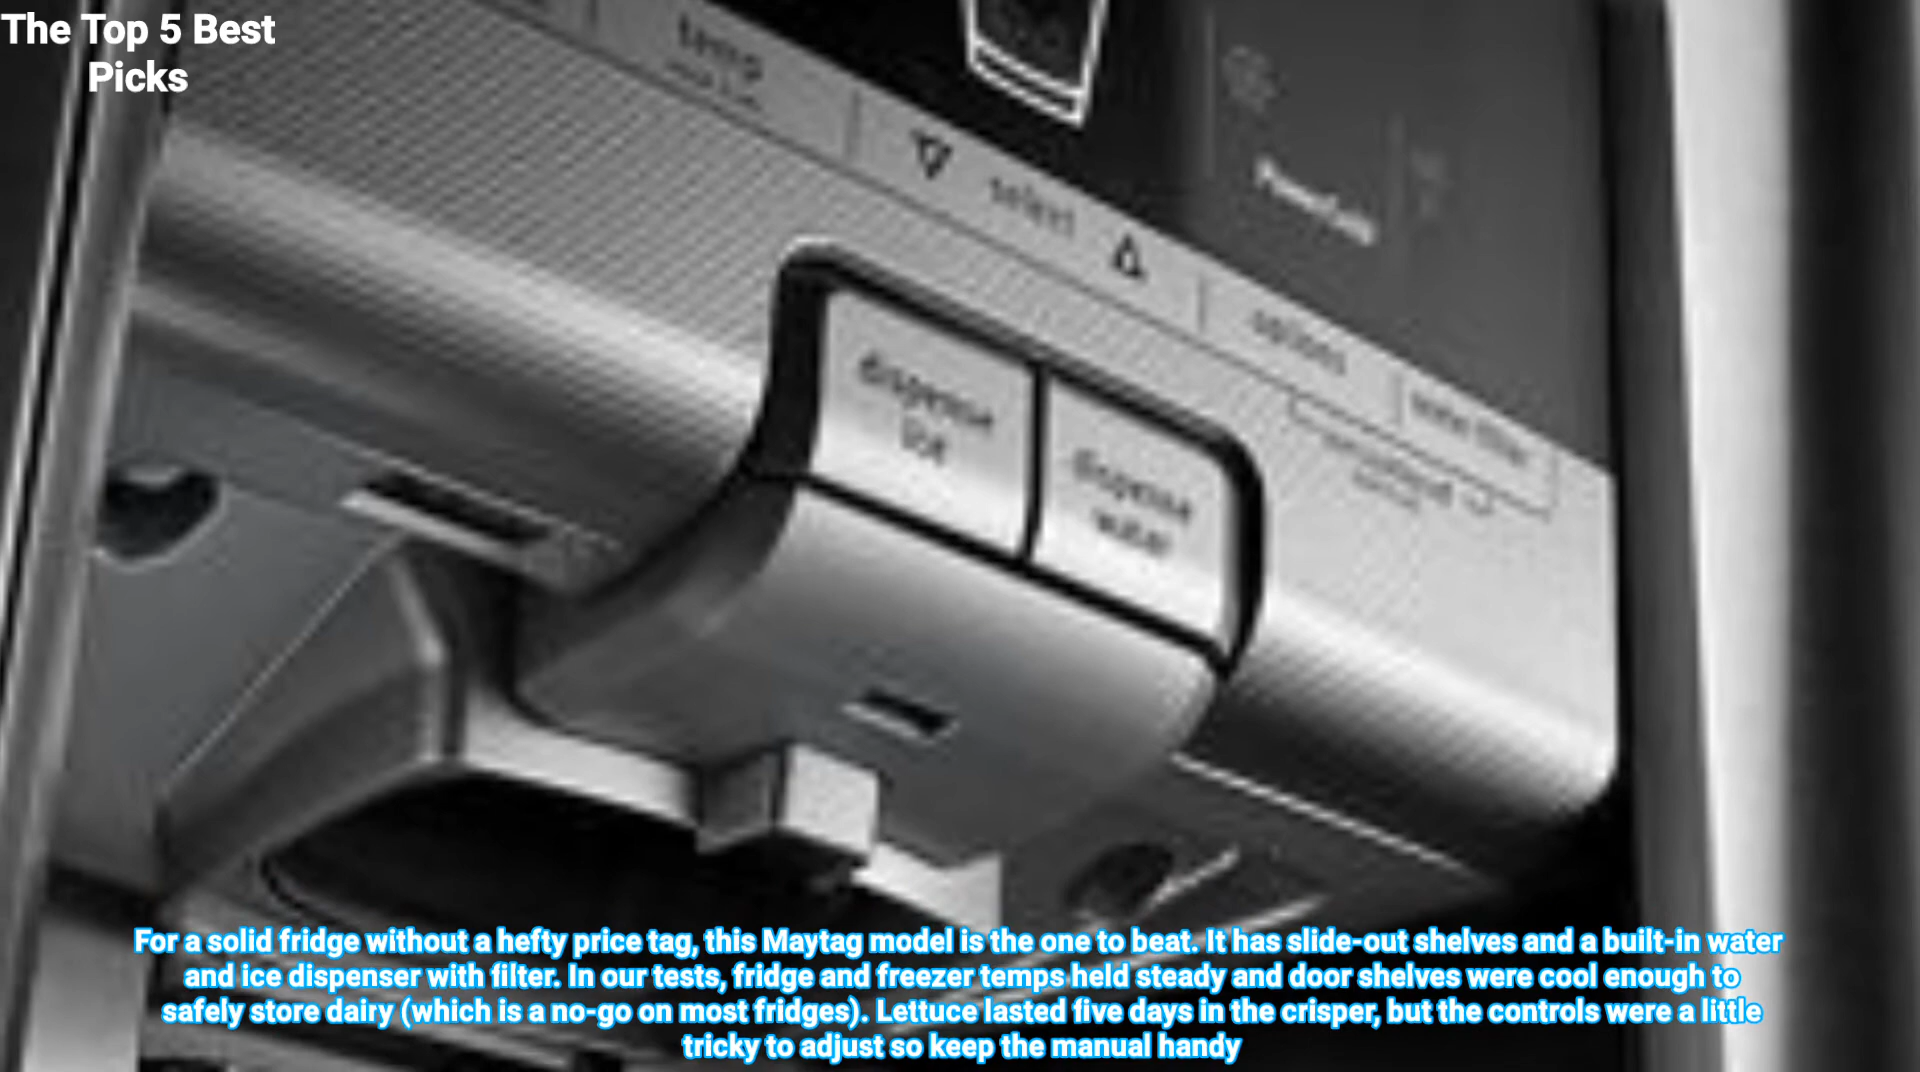 The Top 5 Best
Picks
temp
select
options
water filter
dispense
ice
dispense
water
For a solid fridge without a hefty price tag, this Maytag model is the one to beat. It has slide-out shelves and a built-in water
and ice dispenser with filter. In our tests, fridge and freezer temps held steady and door shelves were cool enough to
safely store dairy (which is a no-go on most fridges). Lettuce lasted five days in the crisper, but the controls were a little
tricky to adjust so keep the manual handy